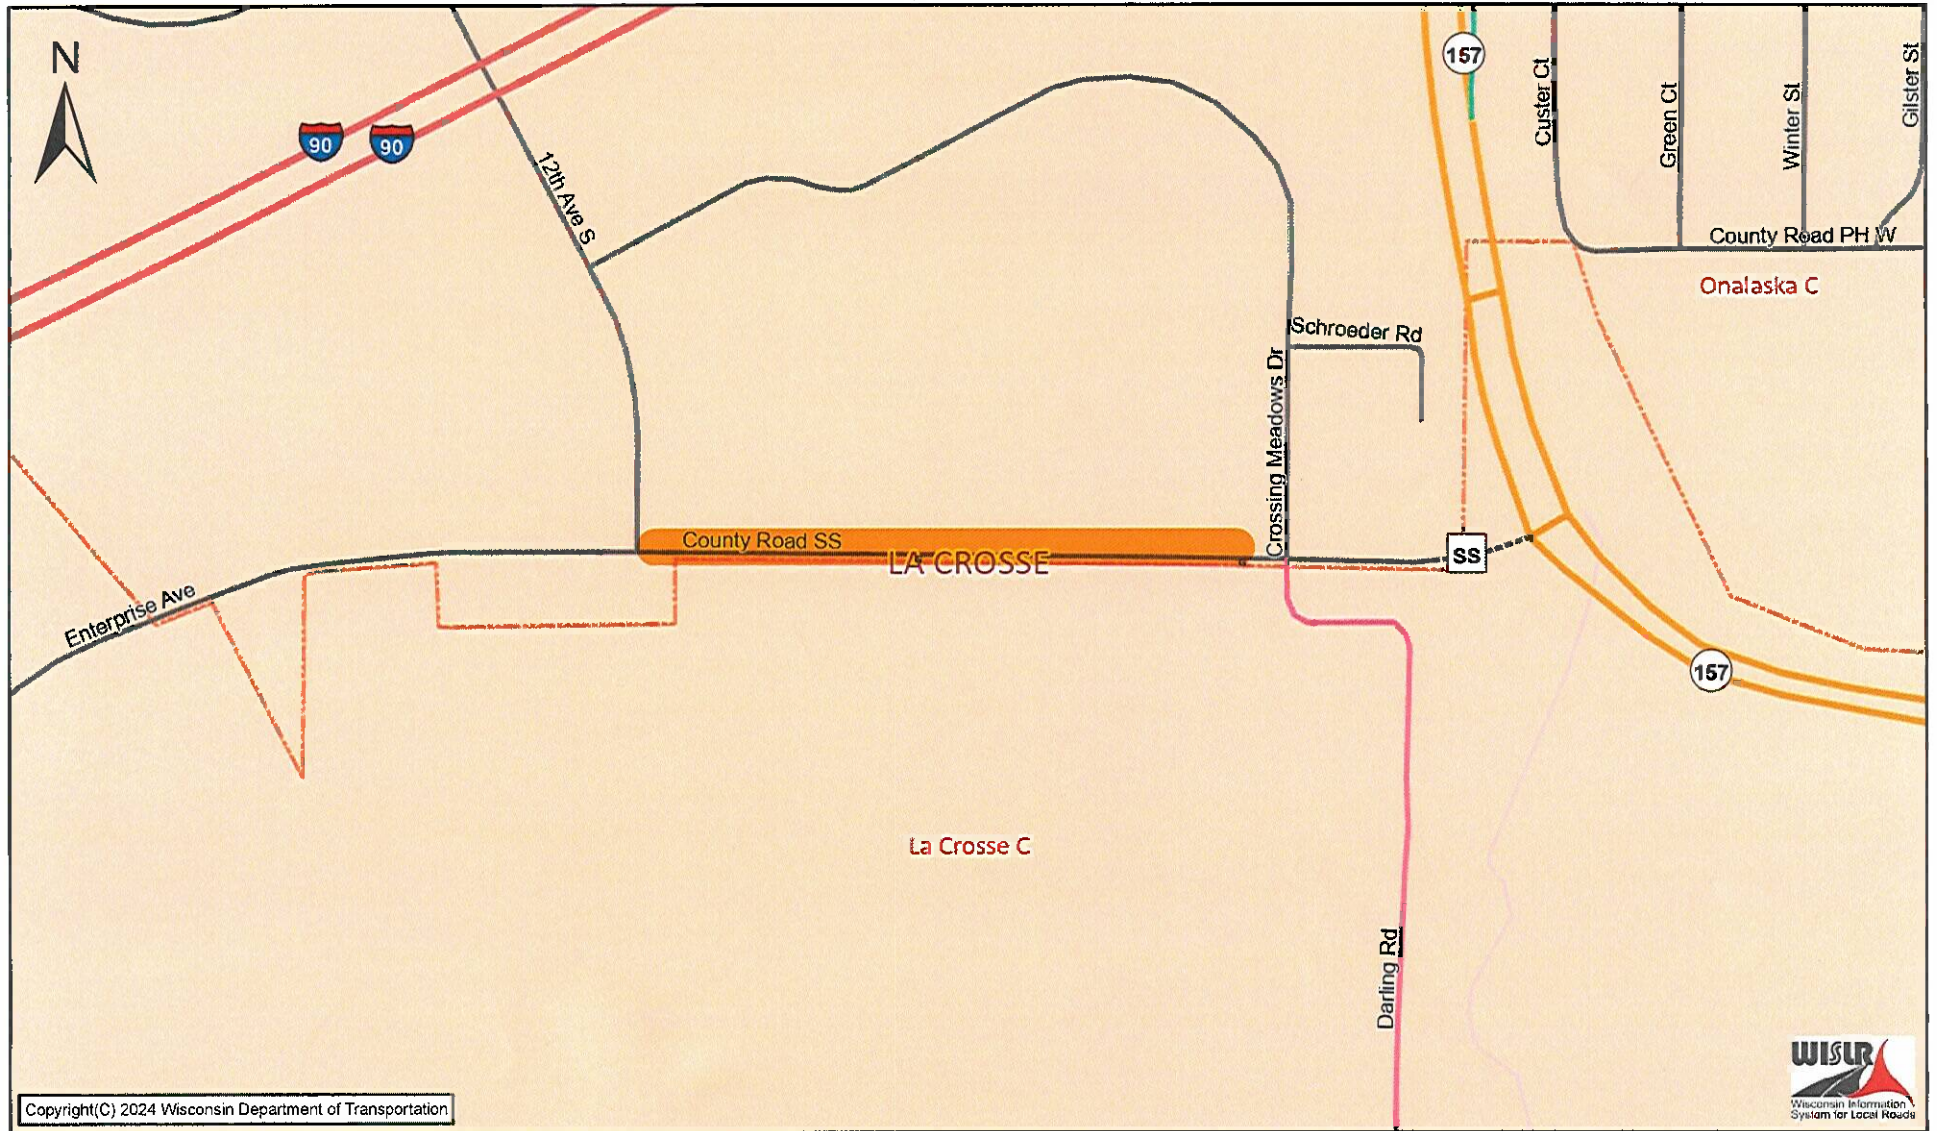 N
157
90
90
12th Ave S
Custer Ct
Green Ct
Winter St
Gilster St
County Road PH W
Onalaska C
Schroeder Rd
Crossing Meadows Dr
County Road SS
LA CROSSE
SS
Enterprise Ave
157
La Crosse C
Darling Rd
WISLR
Wisconsin Information
System for Local Roads
Copyright(C) 2024 Wisconsin Department of Transportation